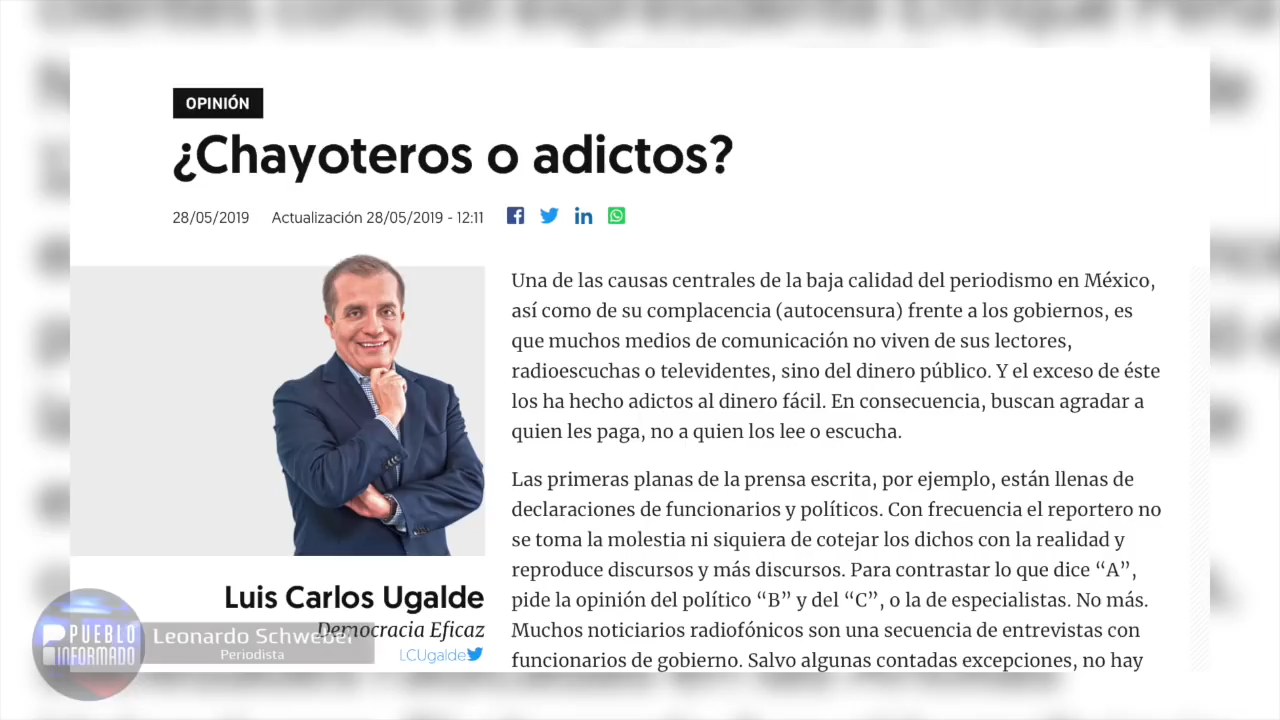 OPINIÓN
¿Chayoteros o adictos?
28/05/2019 Actualización 28/05/2019 - 12:11
Una de las causas centrales de la baja calidad del periodismo en México,
así como de su complacencia (autocensura) frente a los gobiernos, es
que muchos medios de comunicación no viven de sus lectores,
radioescuchas o televidentes, sino del dinero público. Y el exceso de éste
los ha hecho adictos al dinero fácil. En consecuencia, buscan agradar a
quien les paga, no a quien los lee o escucha.
Las primeras planas de la prensa escrita, por ejemplo, están llenas de
declaraciones de funcionarios y políticos. Con frecuencia el reportero no
se toma la molestia ni siquiera de cotejar los dichos con la realidad y
reproduce discursos y más discursos. Para contrastar lo que dice “A”,
pide la opinión del político “B” y del “C”, o la de especialistas. No más.
Muchos noticiarios radiofónicos son una secuencia de entrevistas con
funcionarios de gobierno. Salvo algunas contadas excepciones, no hay
Luis Carlos Ugalde
Democracia Eficaz
LCUgalde
PUEBLO
INFORMADO
Leonardo Schwebel
Periodista